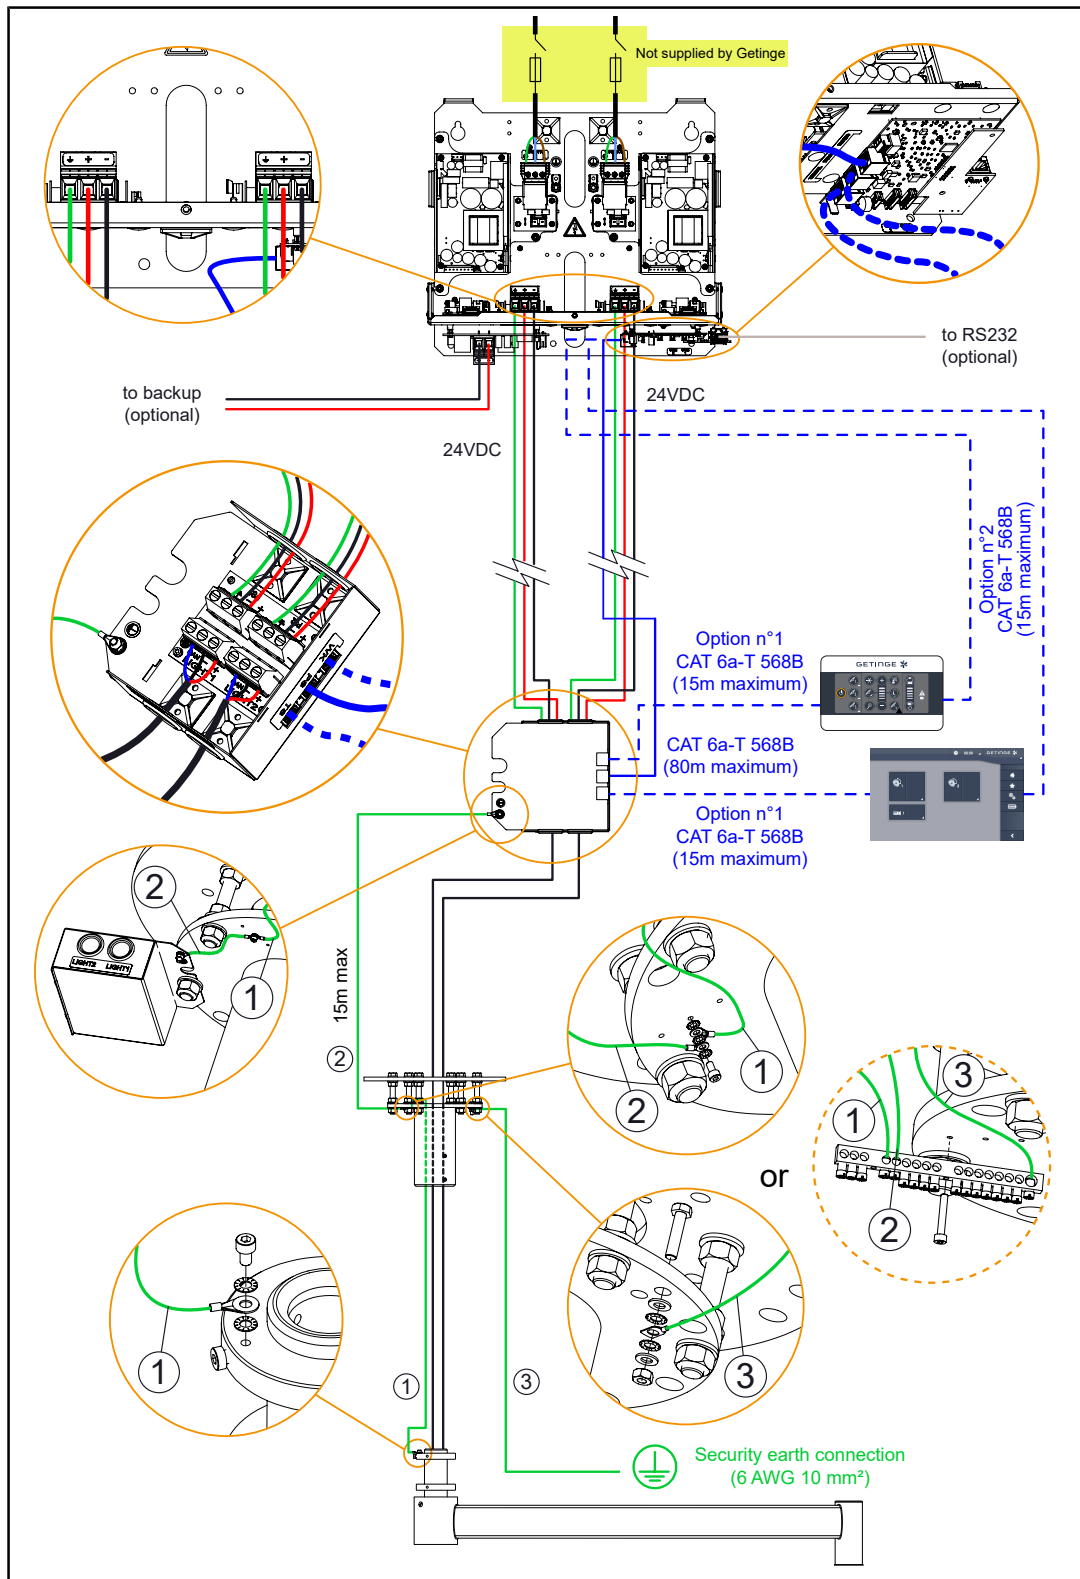 Not supplied by Getinge
to RS232
(optional)
to backup
(optional)
24VDC
24VDC
Option n°2
CAT 6a-T 568B
(15m maximum)
Option n°1
CAT 6a-T 568B
(15m maximum)
GETINGE
CAT 6a-T 568B
(80m maximum)
GETINGE
Option n°1
CAT 6a-T 568B
(15m maximum)
2
LIGHT2 LIGHT1
1
15m max
2
1
2
3
1
2
or
1
3
1
3
Security earth connection
(6 AWG 10 mm²)